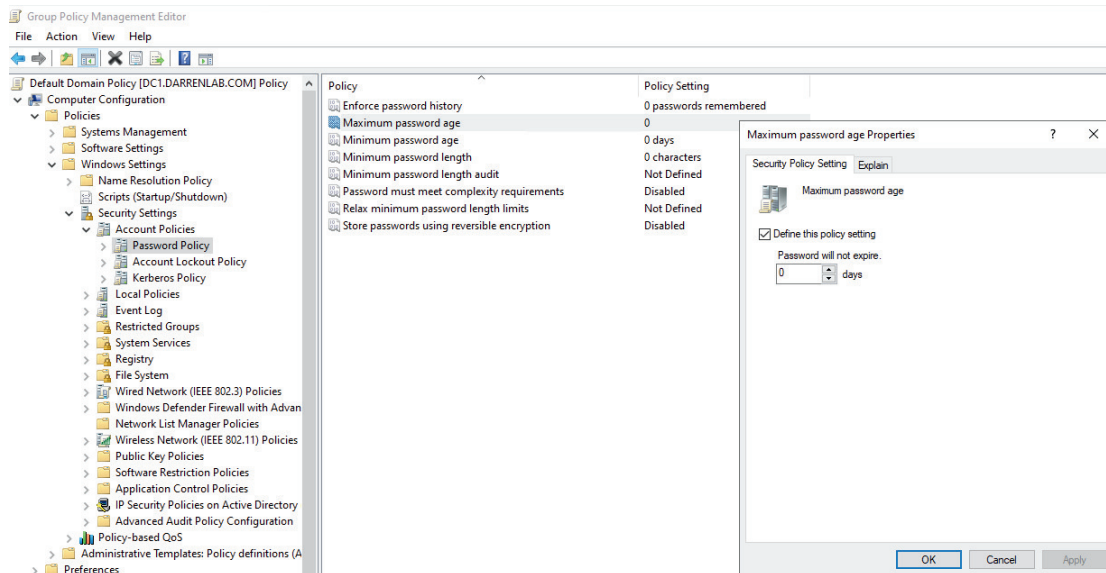 Group Policy Management Editor
File Action View Help
Default Domain Policy [DC1.DARRENLAB.COM] Policy
Computer Configuration
Policies
Systems Management
Software Settings
Windows Settings
Name Resolution Policy
Scripts (Startup/Shutdown)
Security Settings
Account Policies
Password Policy
Account Lockout Policy
Kerberos Policy
Local Policies
Event Log
Restricted Groups
System Services
Registry
File System
Wired Network (IEEE 802.3) Policies
Windows Defender Firewall with Advan
Network List Manager Policies
Wireless Network (IEEE 802.11) Policies
Public Key Policies
Software Restriction Policies
Application Control Policies
IP Security Policies on Active Directory
Advanced Audit Policy Configuration
Policy-based QoS
Administrative Templates: Policy definitions (A
Preferences
Policy Policy Setting
Enforce password history 0 passwords remembered
Maximum password age 0
Minimum password age 0 days
Minimum password length 0 characters
Minimum password length audit Not Defined
Password must meet complexity requirements Disabled
Relax minimum password length limits Not Defined
Store passwords using reversible encryption Disabled
Maximum password age Properties ? X
Security Policy Setting Explain
Maximum password age
Define this policy setting
Password will not expire.
0 days
OK Cancel Apply